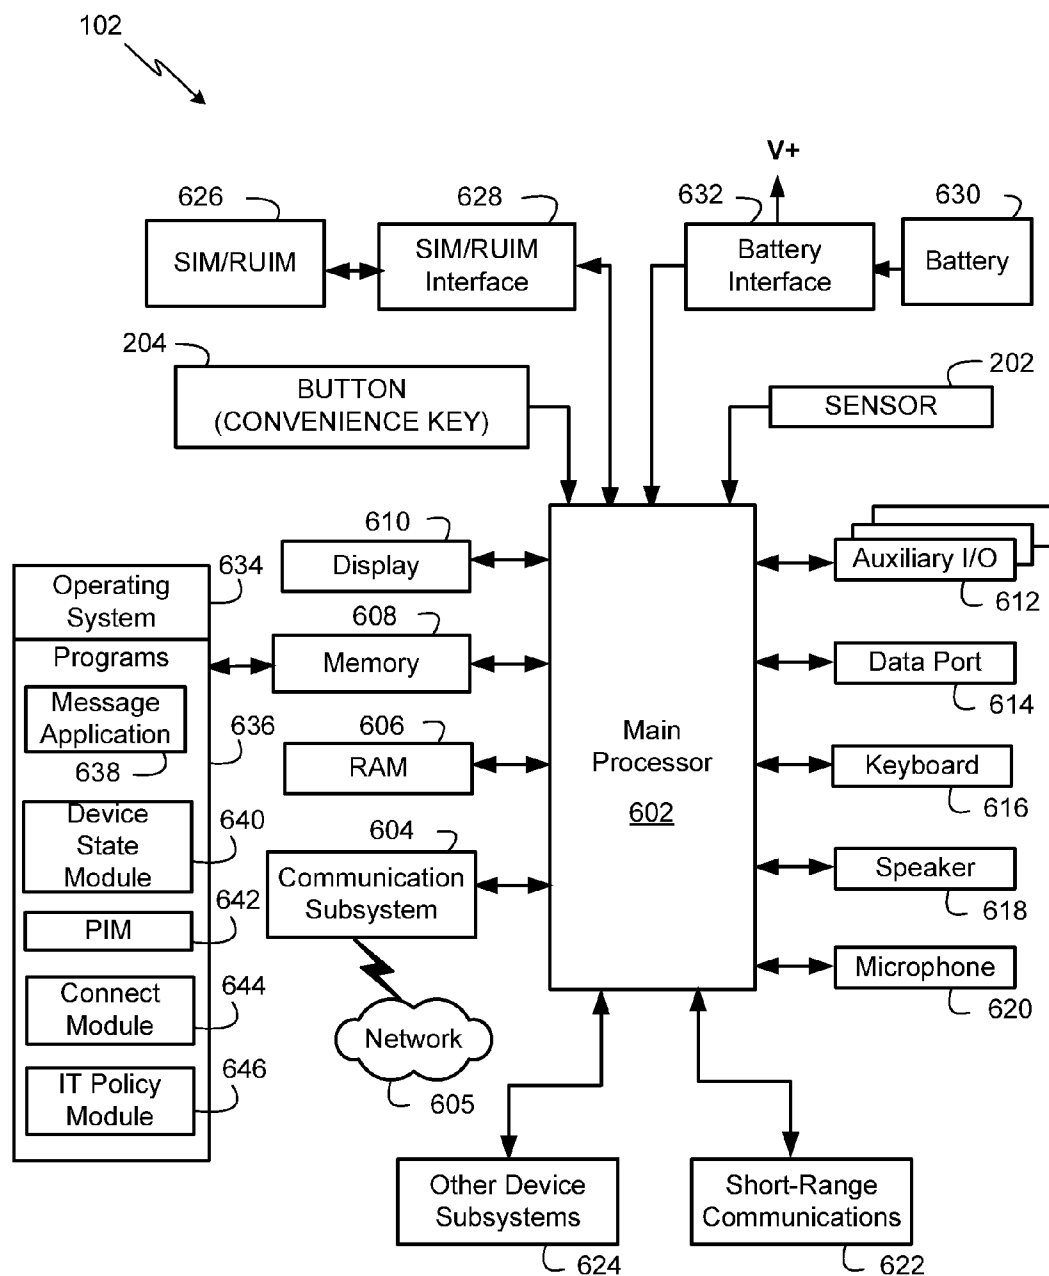 102
V+
626
628
632
630
SIM/RUIM
SIM/RUIM
Interface
Battery
Interface
Battery
204
BUTTON
(CONVENIENCE KEY)
202
SENSOR
610
Display
Auxiliary I/O
612
Operating
System
634
608
Memory
Programs
Message
Application
638
636
Data Port
614
606
RAM
Main
Processor
602
Keyboard
616
Device
State
Module
640
604
Communication
Subsystem
Speaker
618
PIM
642
Microphone
620
Connect
Module
644
Network
605
IT Policy
Module
646
Other Device
Subsystems
624
Short-Range
Communications
622